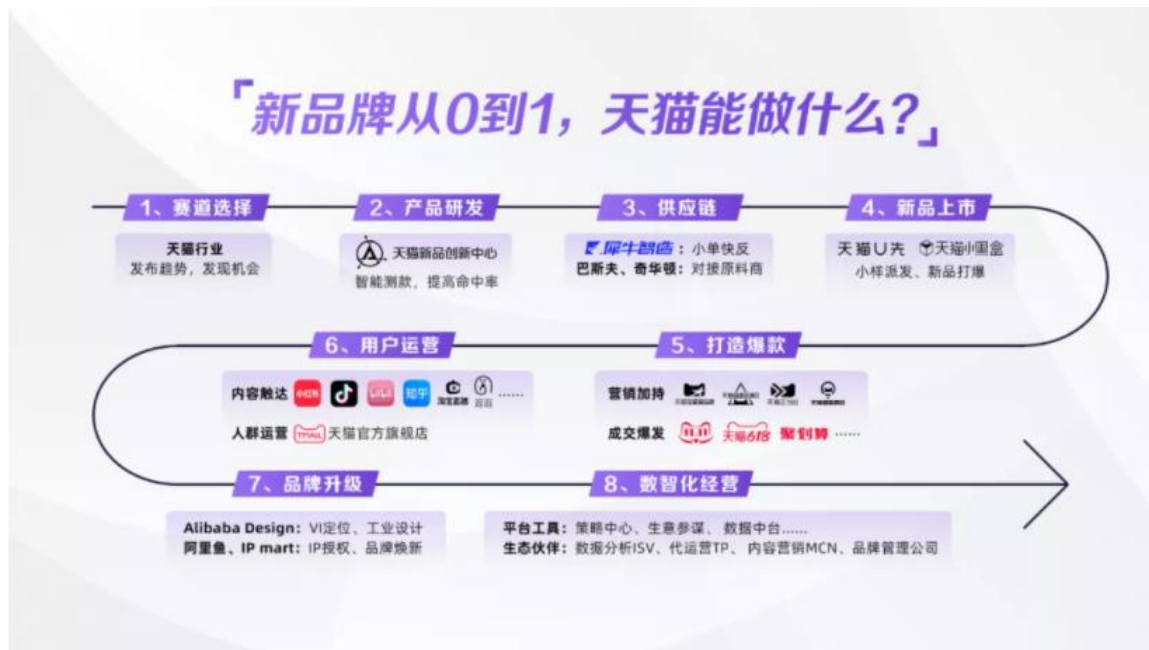 「新品牌从0到1，天猫能做什么？」
1、赛道选择
天猫行业
发布趋势，发现机会
2、产品研发
天猫新品创新中心
智能测款，提高命中率
3、供应链
犀牛智造：小单快反
巴斯夫、奇华顿：对接原料商
4、新品上市
天猫U先 天猫小黑盒
小样派发、新品打爆
5、打造爆款
营销加持
成交爆发 天猫618 聚划算 ......
6、用户运营
内容触达 小红书 知乎 淘宝直播 逛逛 ......
人群运营 TMALL 天猫官方旗舰店
7、品牌升级
Alibaba Design：VI定位、工业设计
阿里鱼、IP mart：IP授权、品牌焕新
8、数智化经营
平台工具：策略中心、生意参谋、数据中台......
生态伙伴：数据分析ISV、代运营TP、内容营销MCN、品牌管理公司